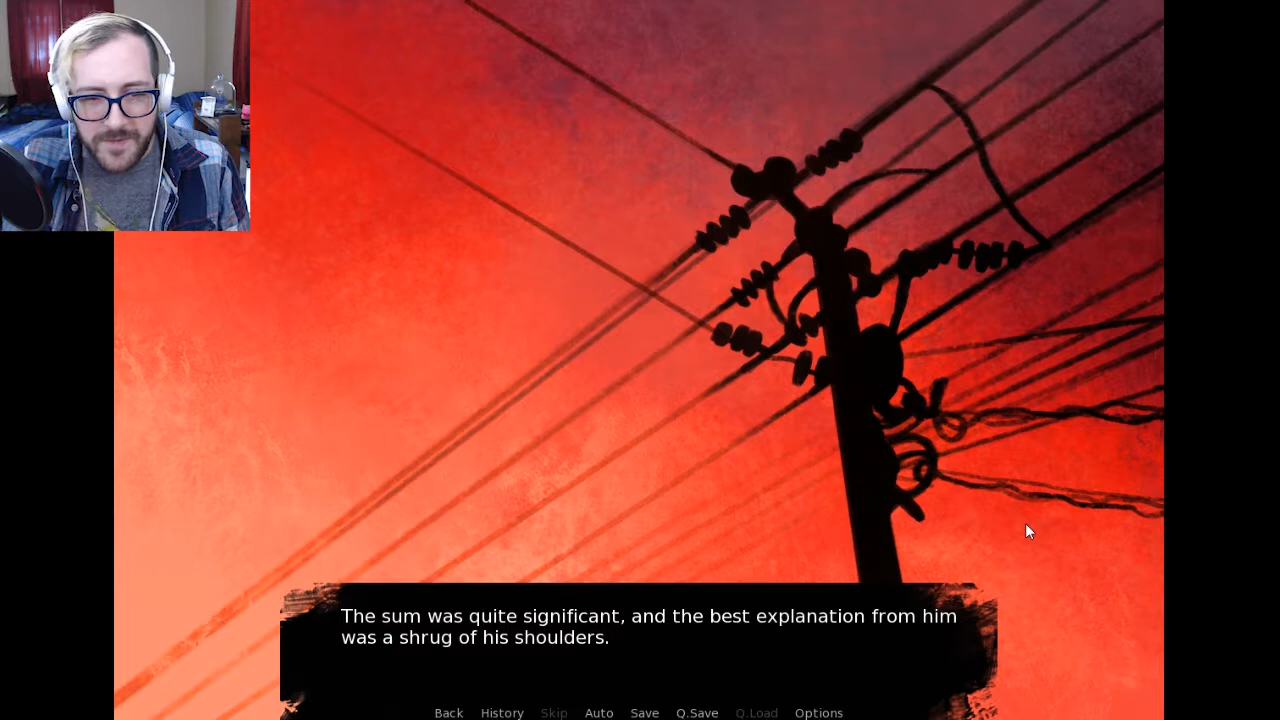 The sum was quite significant, and the best explanation from him
was a shrug of his shoulders.
Back History Skip Auto Save Q.Save Q.Load Options